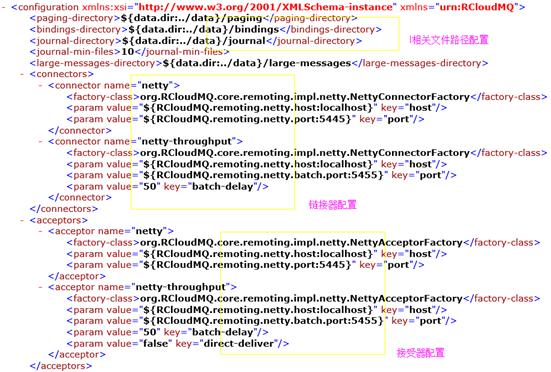 - <configuration xmlns:xsi="http://www.w3.org/2001/XMLSchema-instance" xmlns="urn:RCloudMQ">
<paging-directory>${data.dir:../data}/paging</paging-directory>
<bindings-directory>${data.dir:../data}/bindings</bindings-directory>
<journal-directory>${data.dir:../data}/journal</journal-directory> l相关文件路径配置
<journal-min-files>10</journal-min-files>
<large-messages-directory>${data.dir:../data}/large-messages</large-messages-directory>
- <connectors>
- <connector name="netty">
<factory-class>org.RCloudMQ.core.remoting.impl.netty.NettyConnectorFactory</factory-class>
<param value="${RCloudMQ.remoting.netty.host:localhost}" key="host"/>
<param value="${RCloudMQ.remoting.netty.port:5445}" key="port"/>
</connector>
- <connector name="netty-throughput">
<factory-class>org.RCloudMQ.core.remoting.impl.netty.NettyConnectorFactory</factory-class>
<param value="${RCloudMQ.remoting.netty.host:localhost}" key="host"/>
<param value="${RCloudMQ.remoting.netty.batch.port:5455}" key="port"/>
<param value="50" key="batch-delay"/>
</connector>
链接器配置
</connectors>
- <acceptors>
- <acceptor name="netty">
<factory-class>org.RCloudMQ.core.remoting.impl.netty.NettyAcceptorFactory</factory-class>
<param value="${RCloudMQ.remoting.netty.host:localhost}" key="host"/>
<param value="${RCloudMQ.remoting.netty.port:5445}" key="port"/>
</acceptor>
- <acceptor name="netty-throughput">
<factory-class>org.RCloudMQ.core.remoting.impl.netty.NettyAcceptorFactory</factory-class>
<param value="${RCloudMQ.remoting.netty.host:localhost}" key="host"/>
<param value="${RCloudMQ.remoting.netty.batch.port:5455}" key="port"/>
<param value="50" key="batch-delay"/>
<param value="false" key="direct-deliver"/>
</acceptor> 接受器配置
</acceptors>